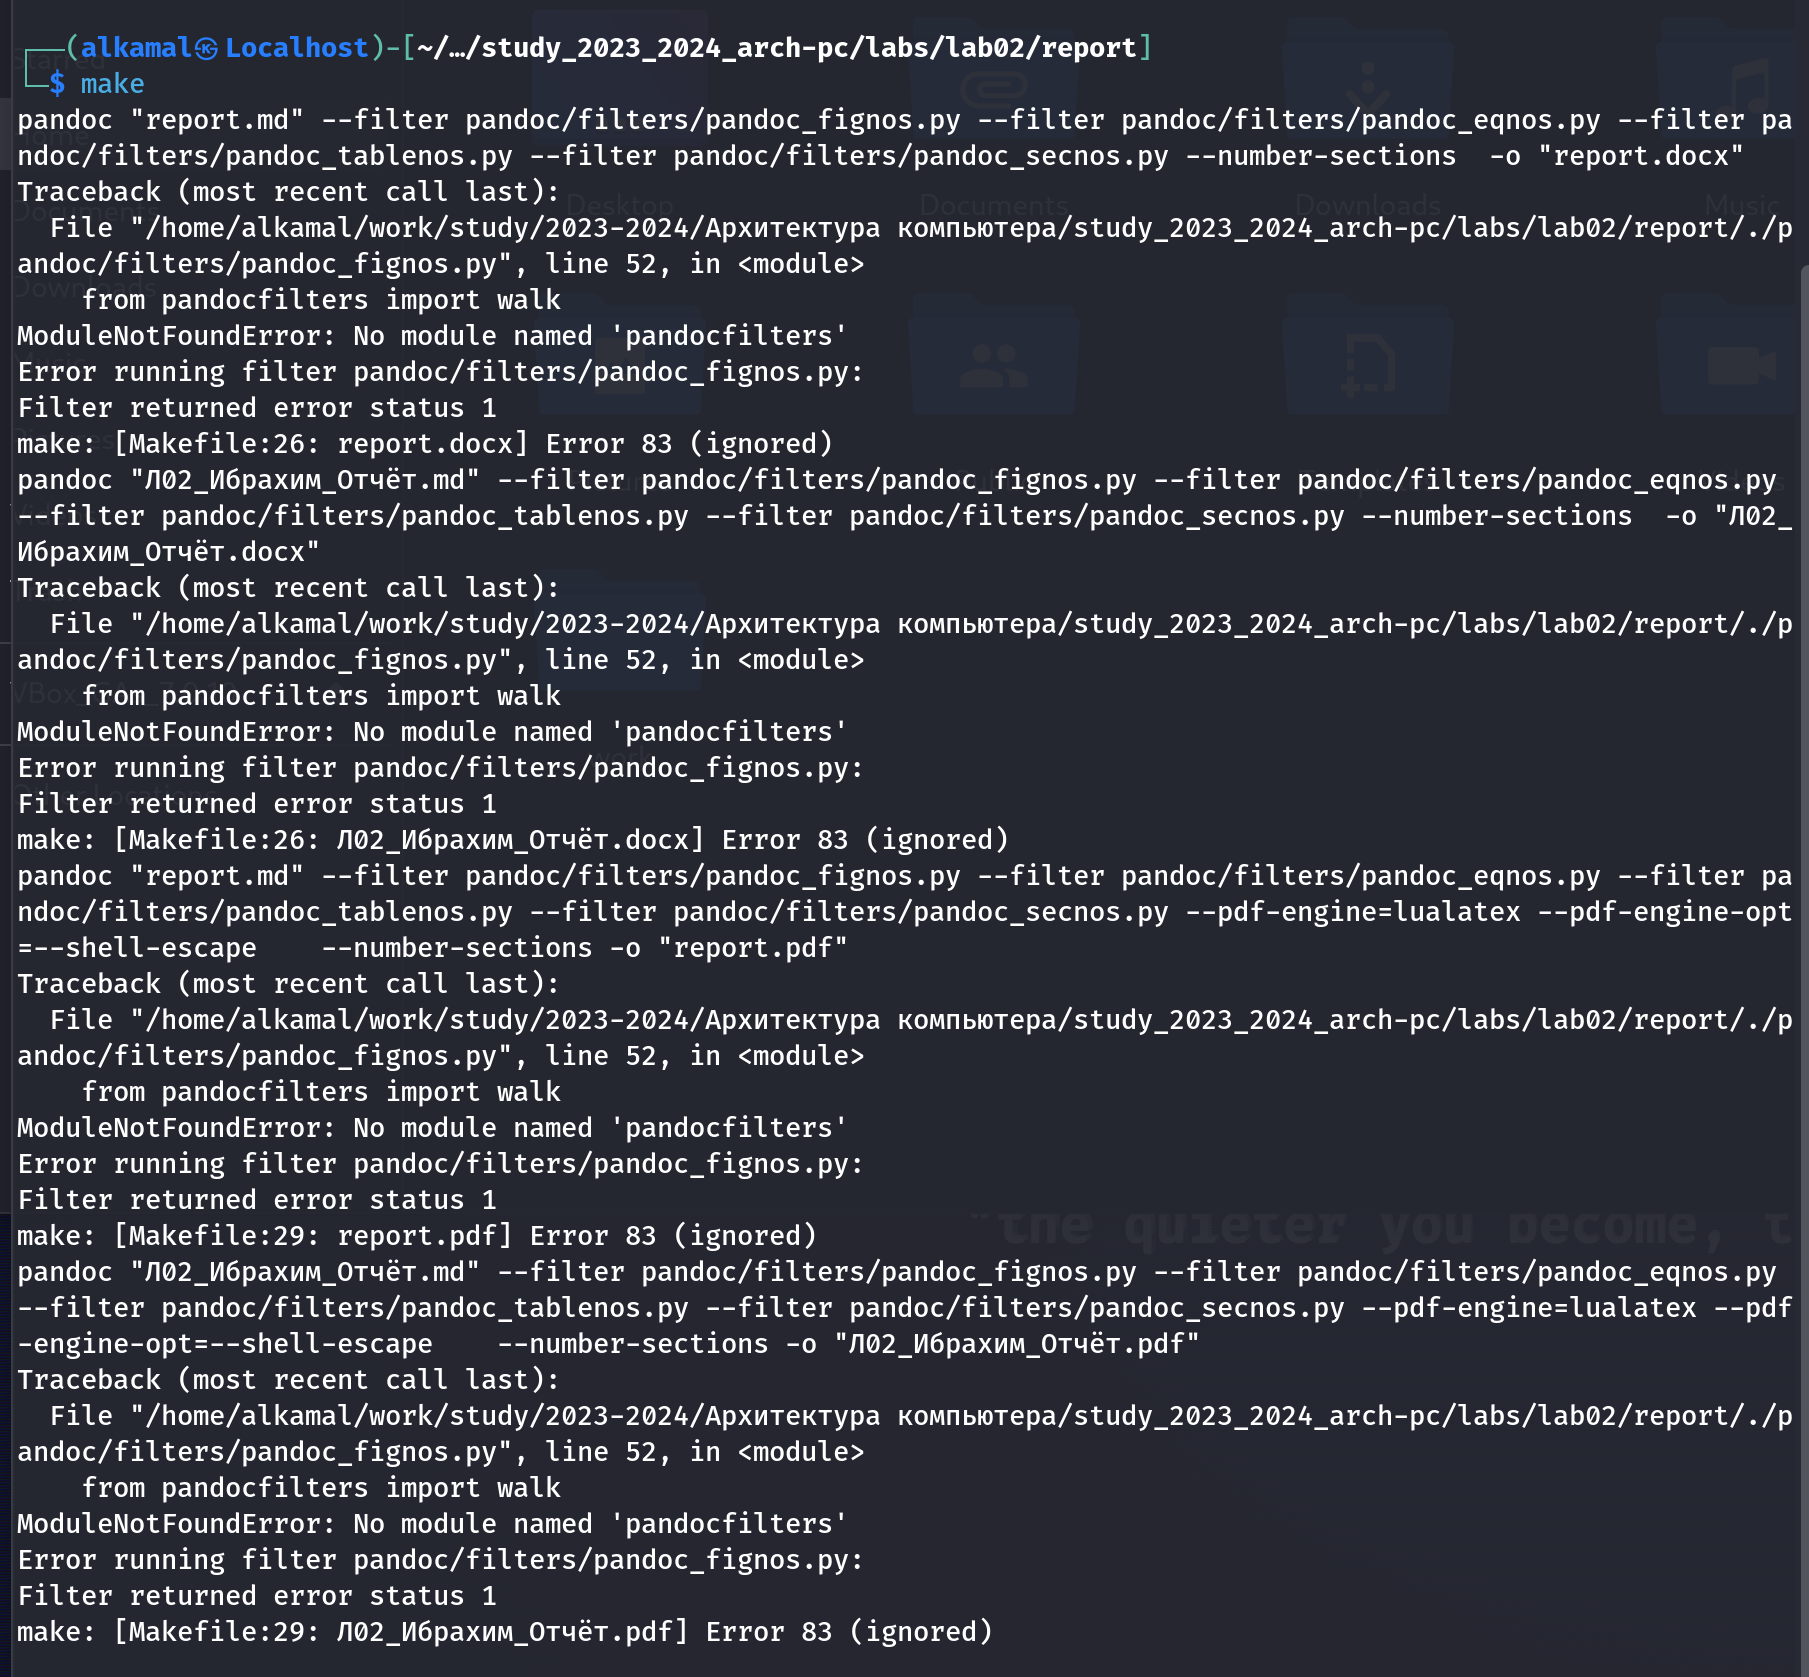 (alkamal㉿Localhost)-[~/…/study_2023_2024_arch-pc/labs/lab02/report]
$ make
pandoc "report.md" --filter pandoc/filters/pandoc_fignos.py --filter pandoc/filters/pandoc_eqnos.py --filter pa
ndoc/filters/pandoc_tablenos.py --filter pandoc/filters/pandoc_secnos.py --number-sections  -o "report.docx"
Traceback (most recent call last):
  File "/home/alkamal/work/study/2023-2024/Архитектура компьютера/study_2023_2024_arch-pc/labs/lab02/report/./p
andoc/filters/pandoc_fignos.py", line 52, in <module>
    from pandocfilters import walk
ModuleNotFoundError: No module named 'pandocfilters'
Error running filter pandoc/filters/pandoc_fignos.py:
Filter returned error status 1
make: [Makefile:26: report.docx] Error 83 (ignored)
pandoc "Л02_Ибрахим_Отчёт.md" --filter pandoc/filters/pandoc_fignos.py --filter pandoc/filters/pandoc_eqnos.py
--filter pandoc/filters/pandoc_tablenos.py --filter pandoc/filters/pandoc_secnos.py --number-sections  -o "Л02_
Ибрахим_Отчёт.docx"
Traceback (most recent call last):
  File "/home/alkamal/work/study/2023-2024/Архитектура компьютера/study_2023_2024_arch-pc/labs/lab02/report/./p
andoc/filters/pandoc_fignos.py", line 52, in <module>
    from pandocfilters import walk
ModuleNotFoundError: No module named 'pandocfilters'
Error running filter pandoc/filters/pandoc_fignos.py:
Filter returned error status 1
make: [Makefile:26: Л02_Ибрахим_Отчёт.docx] Error 83 (ignored)
pandoc "report.md" --filter pandoc/filters/pandoc_fignos.py --filter pandoc/filters/pandoc_eqnos.py --filter pa
ndoc/filters/pandoc_tablenos.py --filter pandoc/filters/pandoc_secnos.py --pdf-engine=lualatex --pdf-engine-opt
=--shell-escape    --number-sections -o "report.pdf"
Traceback (most recent call last):
  File "/home/alkamal/work/study/2023-2024/Архитектура компьютера/study_2023_2024_arch-pc/labs/lab02/report/./p
andoc/filters/pandoc_fignos.py", line 52, in <module>
    from pandocfilters import walk
ModuleNotFoundError: No module named 'pandocfilters'
Error running filter pandoc/filters/pandoc_fignos.py:
Filter returned error status 1
make: [Makefile:29: report.pdf] Error 83 (ignored)
pandoc "Л02_Ибрахим_Отчёт.md" --filter pandoc/filters/pandoc_fignos.py --filter pandoc/filters/pandoc_eqnos.py
--filter pandoc/filters/pandoc_tablenos.py --filter pandoc/filters/pandoc_secnos.py --pdf-engine=lualatex --pdf
-engine-opt=--shell-escape    --number-sections -o "Л02_Ибрахим_Отчёт.pdf"
Traceback (most recent call last):
  File "/home/alkamal/work/study/2023-2024/Архитектура компьютера/study_2023_2024_arch-pc/labs/lab02/report/./p
andoc/filters/pandoc_fignos.py", line 52, in <module>
    from pandocfilters import walk
ModuleNotFoundError: No module named 'pandocfilters'
Error running filter pandoc/filters/pandoc_fignos.py:
Filter returned error status 1
make: [Makefile:29: Л02_Ибрахим_Отчёт.pdf] Error 83 (ignored)
Desktop
Documents
Downloads
Music
"the quieter you become,